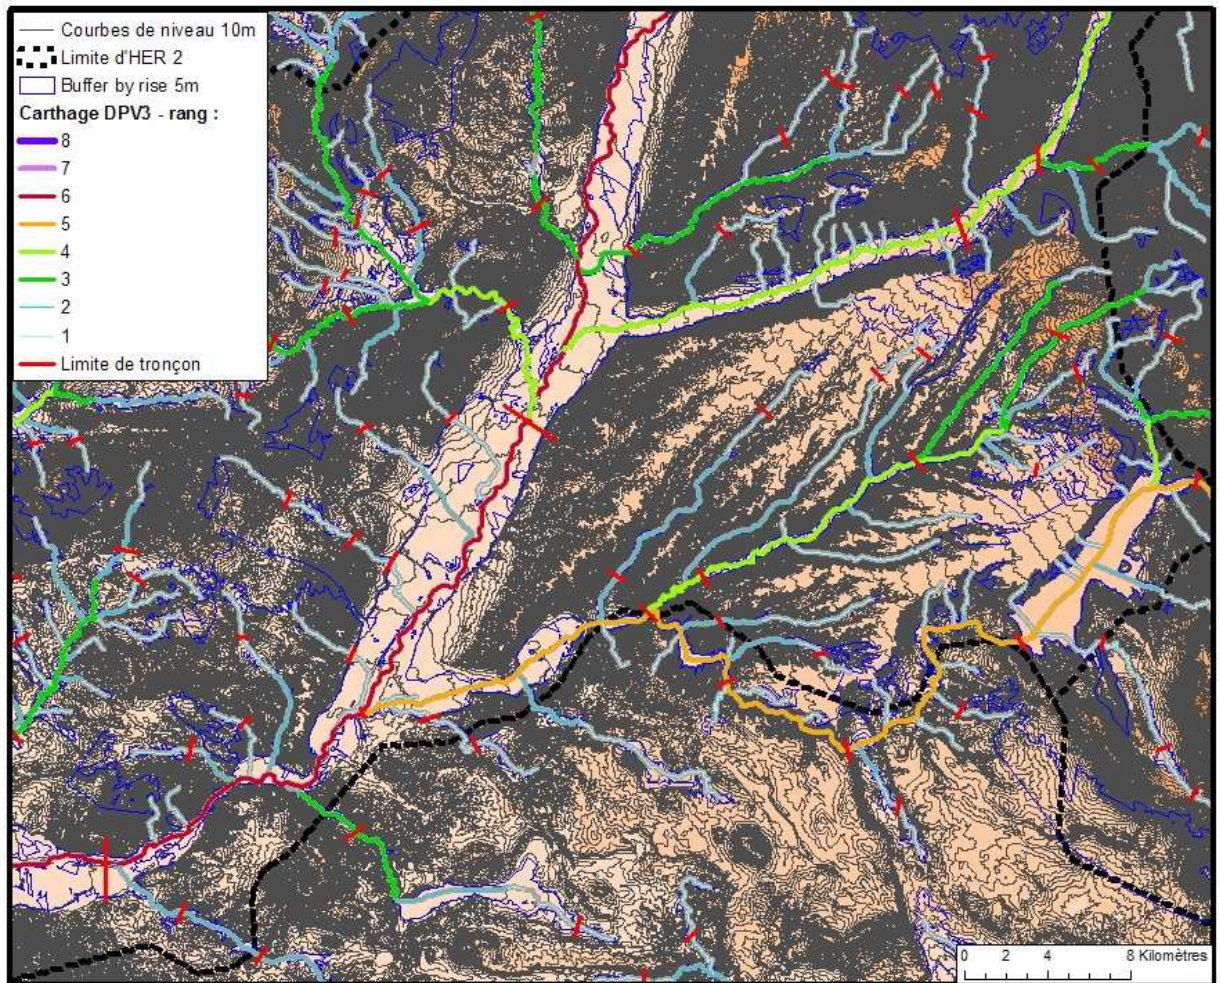 Courbes de niveau 10m
Limite d'HER 2
Buffer by rise 5m
Carthage DPV3 - rang :
8
7
6
5
4
3
2
1
Limite de tronçon
0 2 4 8 Kilomètres